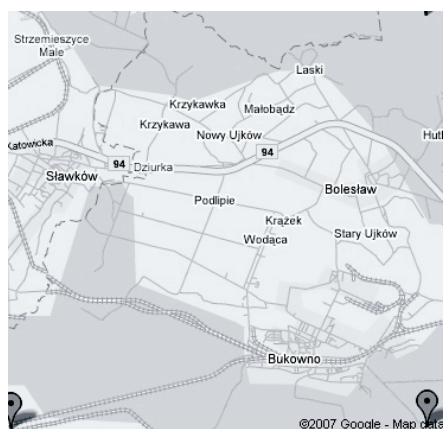 Strzemieszyce
Małe
Laski
Krzykawka
Małobądz
Krzykawa
Nowy Ujków
Hutk
Katowicka
94
94
Dziurka
Sławków
Bolesław
Podlipie
Krążek
Wodąca
Stary Ujków
Bukowno
©2007 Google - Map data